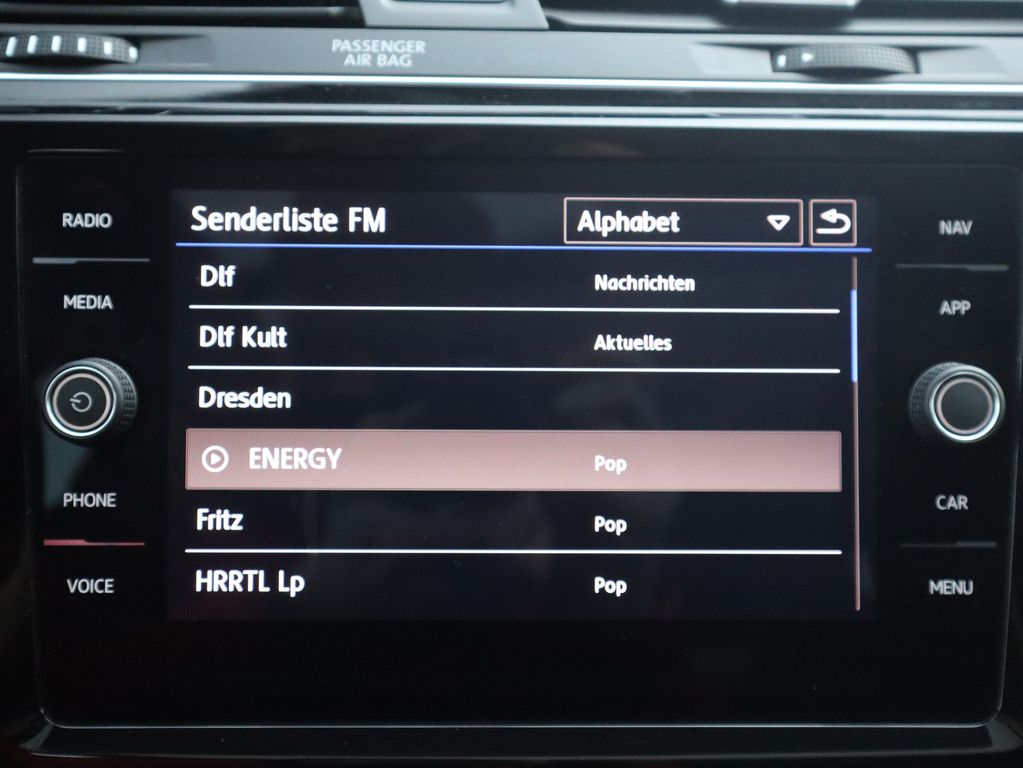 PASSENGER
AIR BAG
RADIO
MEDIA
PHONE
VOICE
Senderliste FM Alphabet
Dlf Nachrichten
Dlf Kult Aktuelles
Dresden
ENERGY Pop
Fritz Pop
HRRTL Lp Pop
NAV
APP
CAR
MENU